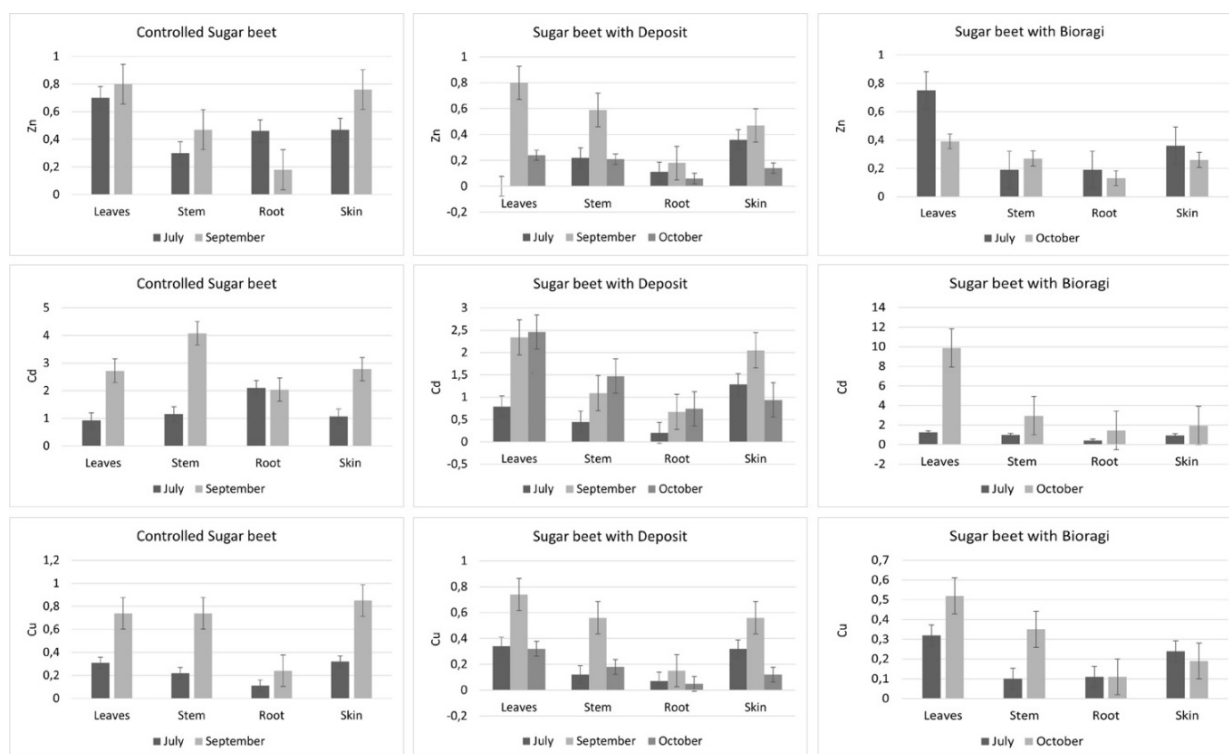 Controlled Sugar beet
Zn
1
0,8
0,6
0,4
0,2
0
Leaves Stem Root Skin
July September
Sugar beet with Deposit
Zn
1
0,8
0,6
0,4
0,2
0
-0,2
Leaves Stem Root Skin
July September October
Sugar beet with Bioragi
Zn
1
0,8
0,6
0,4
0,2
0
Leaves Stem Root Skin
July October
Controlled Sugar beet
Cd
5
4
3
2
1
0
Leaves Stem Root Skin
July September
Sugar beet with Deposit
Cd
3
2,5
2
1,5
1
0,5
0
-0,5
Leaves Stem Root Skin
July September October
Sugar beet with Bioragi
Cd
14
12
10
8
6
4
2
0
-2
Leaves Stem Root Skin
July October
Controlled Sugar beet
Cu
1,2
1
0,8
0,6
0,4
0,2
0
Leaves Stem Root Skin
July September
Sugar beet with Deposit
Cu
1
0,8
0,6
0,4
0,2
0
-0,2
Leaves Stem Root Skin
July September October
Sugar beet with Bioragi
Cu
0,7
0,6
0,5
0,4
0,3
0,2
0,1
0
Leaves Stem Root Skin
July October